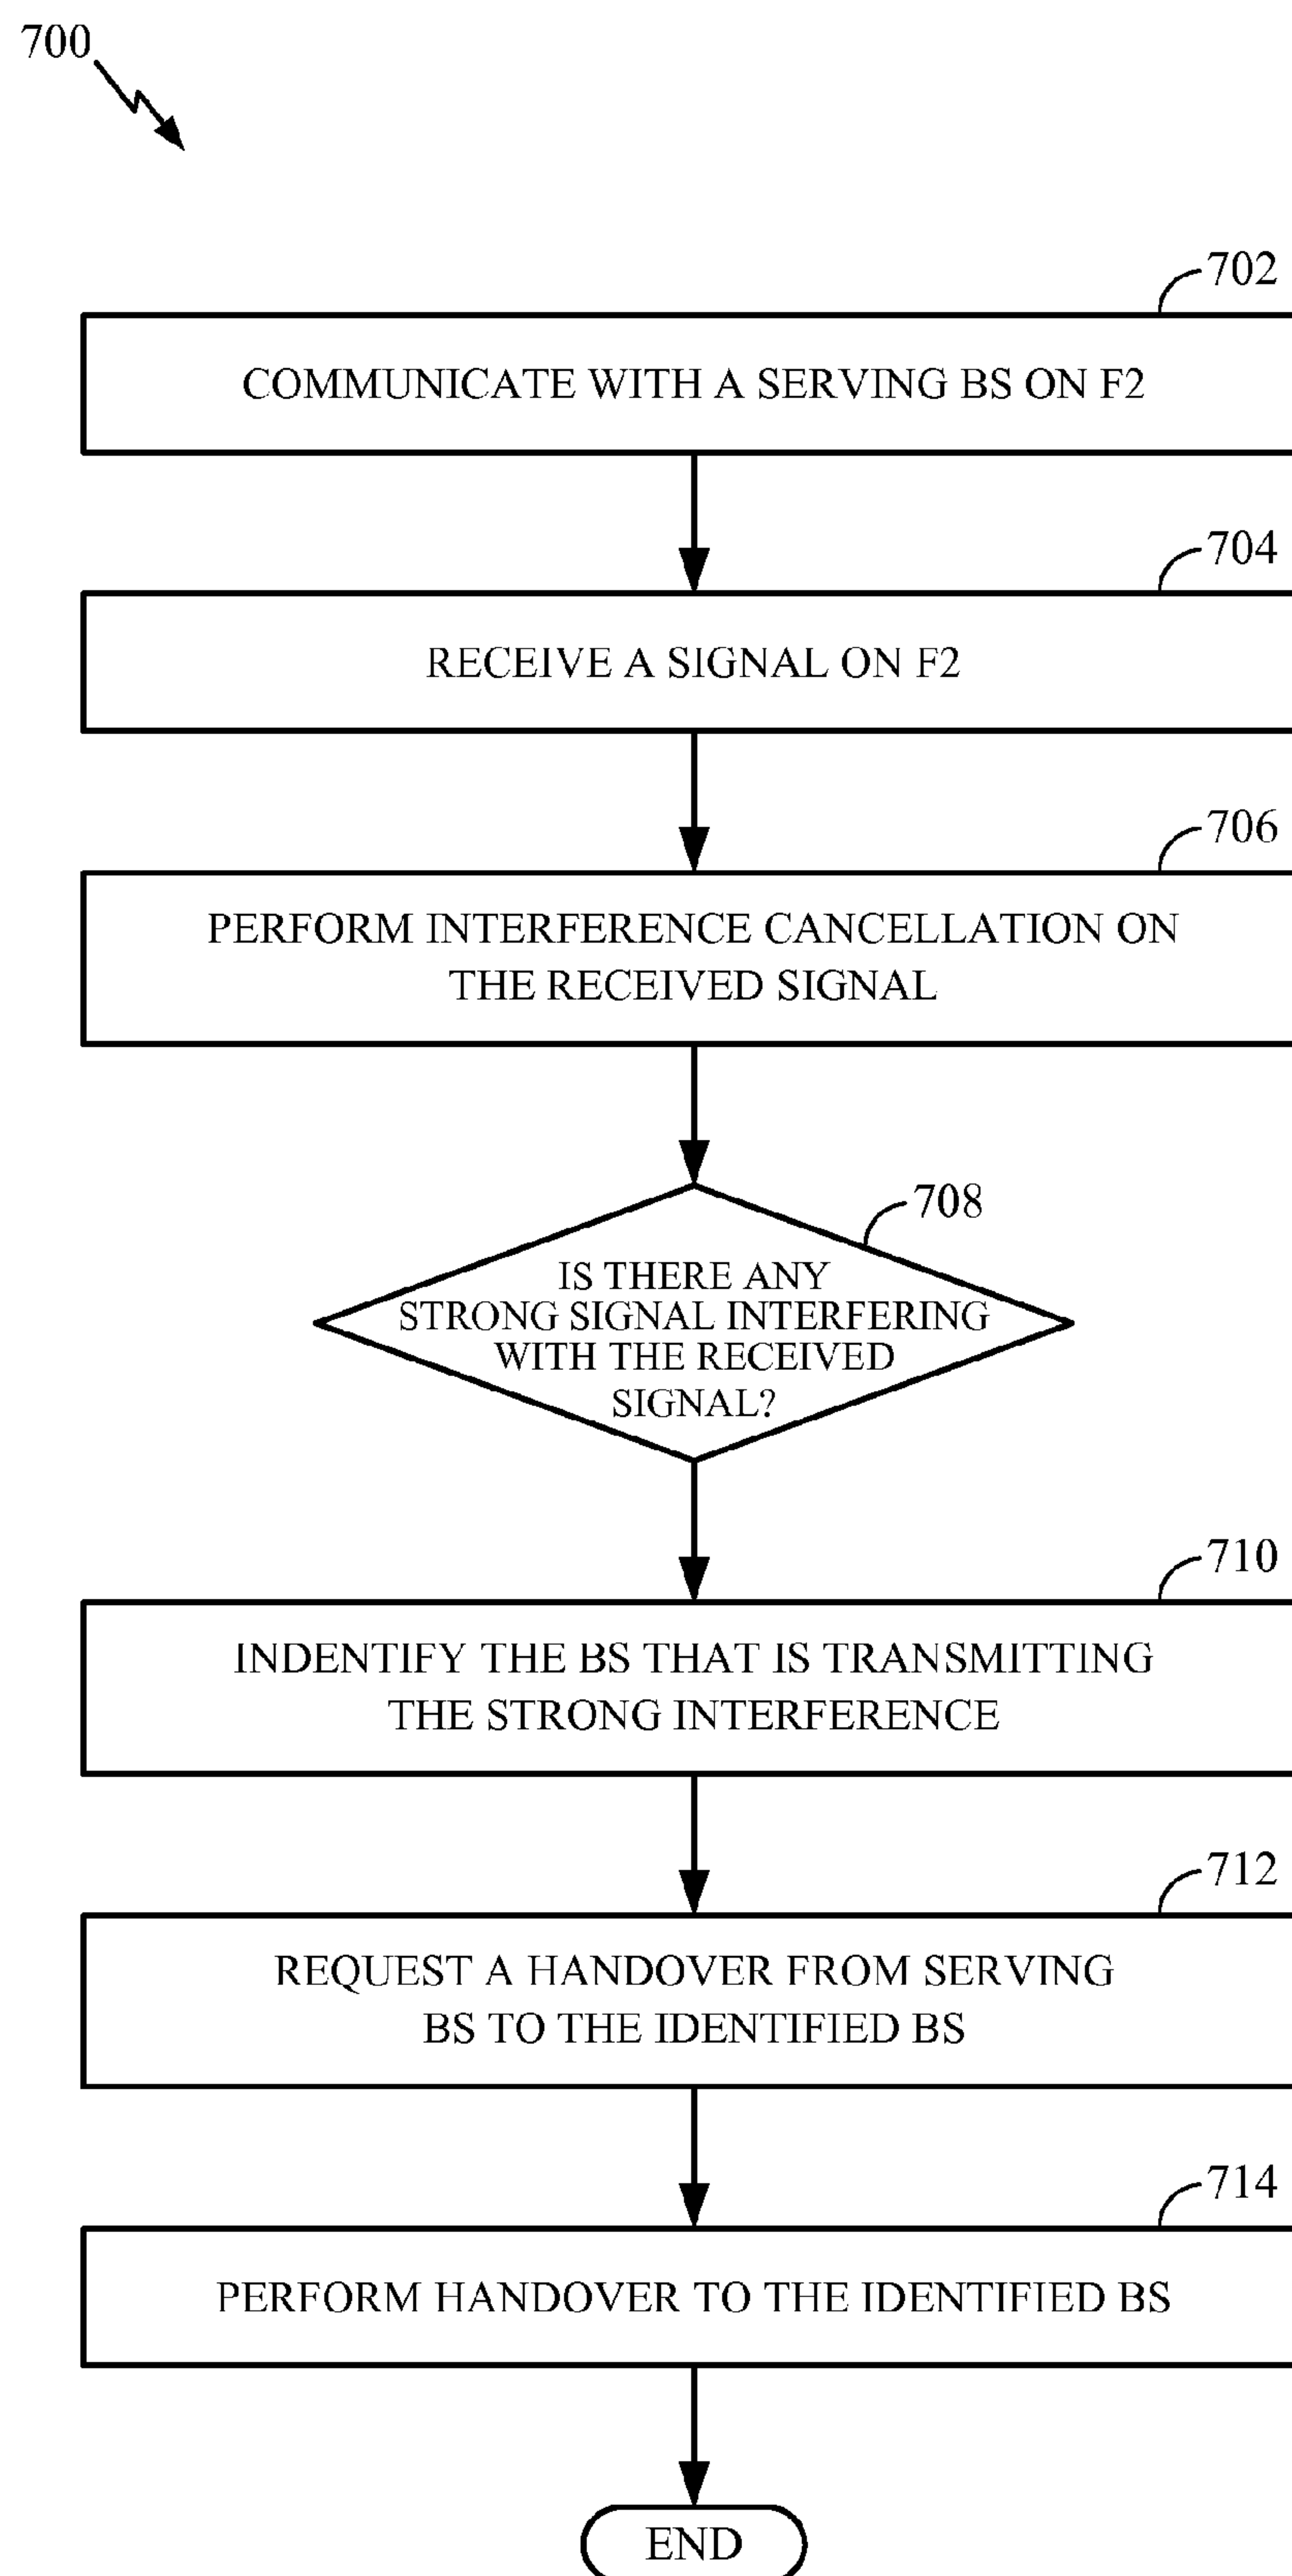 700
702
COMMUNICATE WITH A SERVING BS ON F2
704
RECEIVE A SIGNAL ON F2
706
PERFORM INTERFERENCE CANCELLATION ON
THE RECEIVED SIGNAL
708
IS THERE ANY
STRONG SIGNAL INTERFERING
WITH THE RECEIVED
SIGNAL?
710
INDENTIFY THE BS THAT IS TRANSMITTING
THE STRONG INTERFERENCE
712
REQUEST A HANDOVER FROM SERVING
BS TO THE IDENTIFIED BS
714
PERFORM HANDOVER TO THE IDENTIFIED BS
END